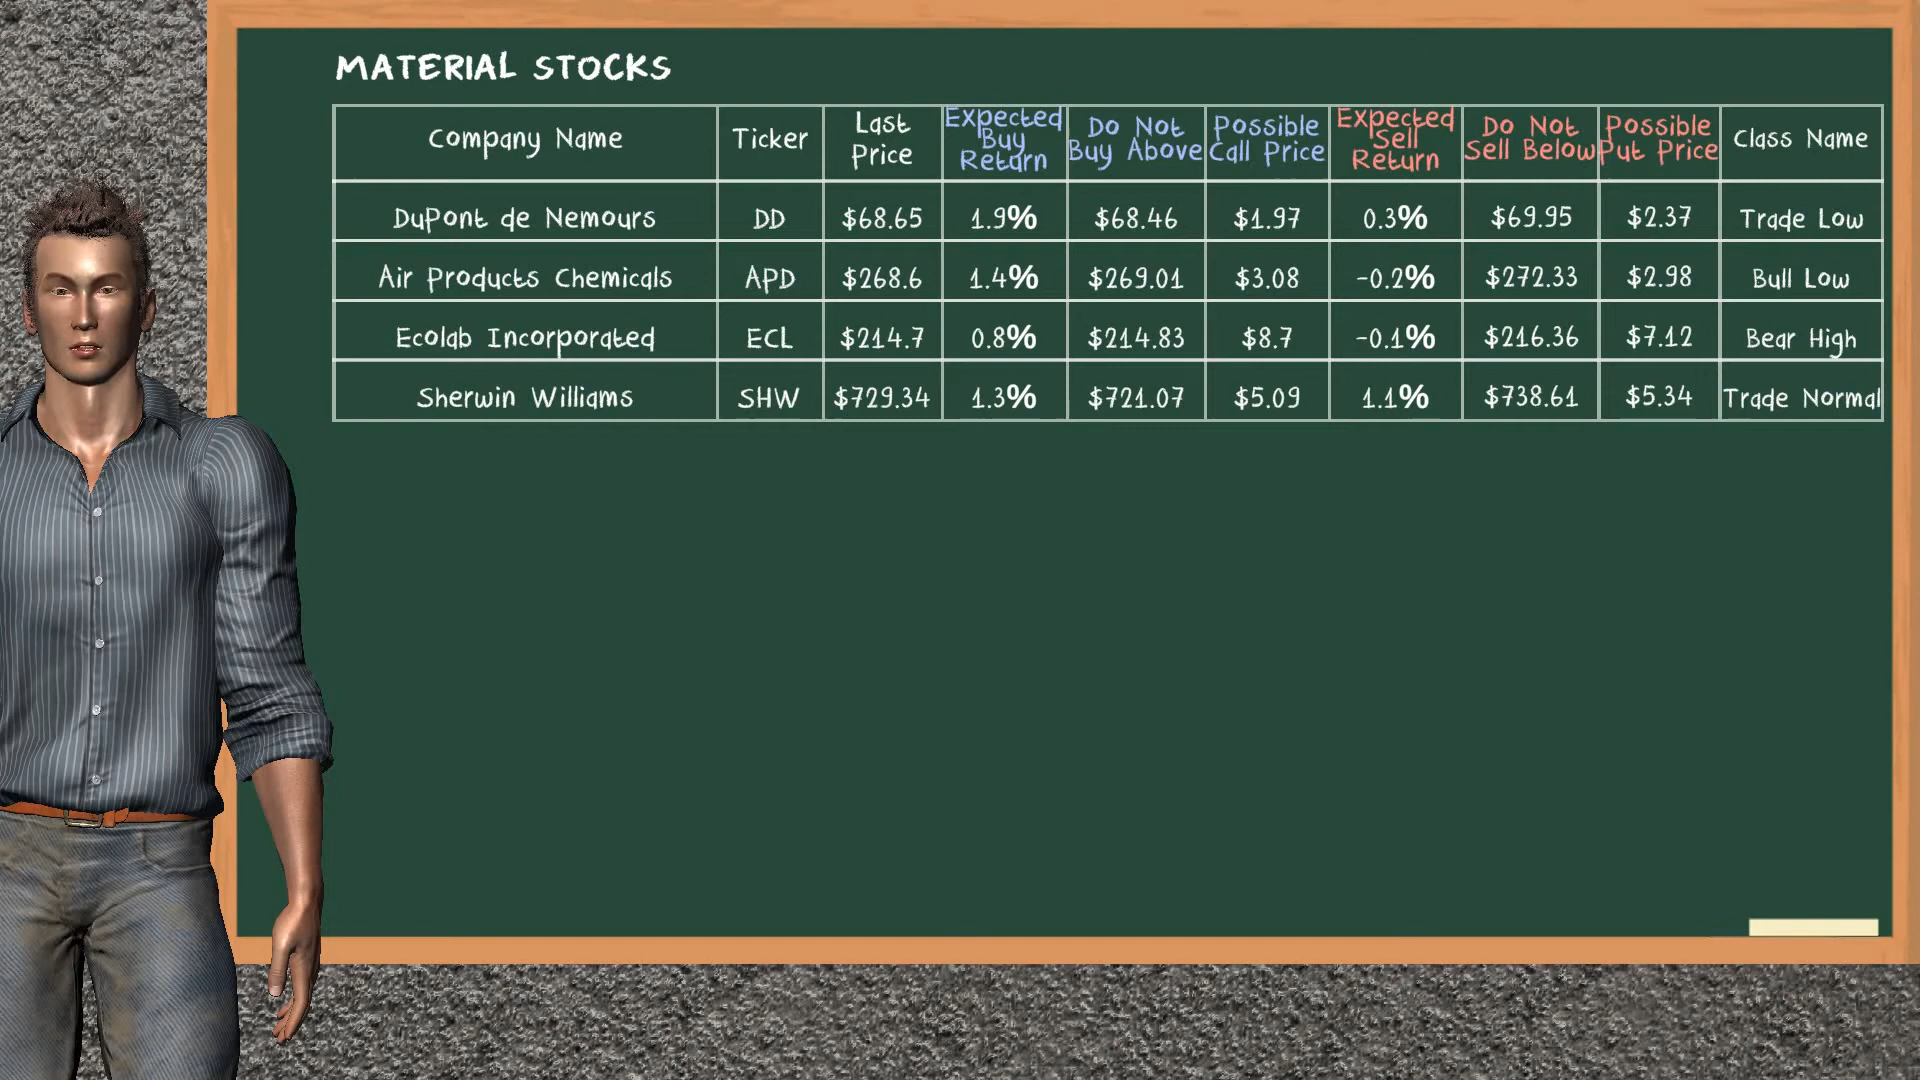 MATERIAL STOCKS
Company Name Ticker Last Price Expected Buy Return Do Not Buy Above Possible Call Price Expected Sell Return Do Not Sell Below Possible Put Price Class Name
DuPont de Nemours DD $68.65 1.9% $68.46 $1.97 0.3% $69.95 $2.37 Trade Low
Air Products Chemicals APD $268.6 1.4% $269.01 $3.08 -0.2% $272.33 $2.98 Bull Low
Ecolab Incorporated ECL $214.7 0.8% $214.83 $8.7 -0.1% $216.36 $7.12 Bear High
Sherwin Williams SHW $729.34 1.3% $721.07 $5.09 1.1% $738.61 $5.34 Trade Normal